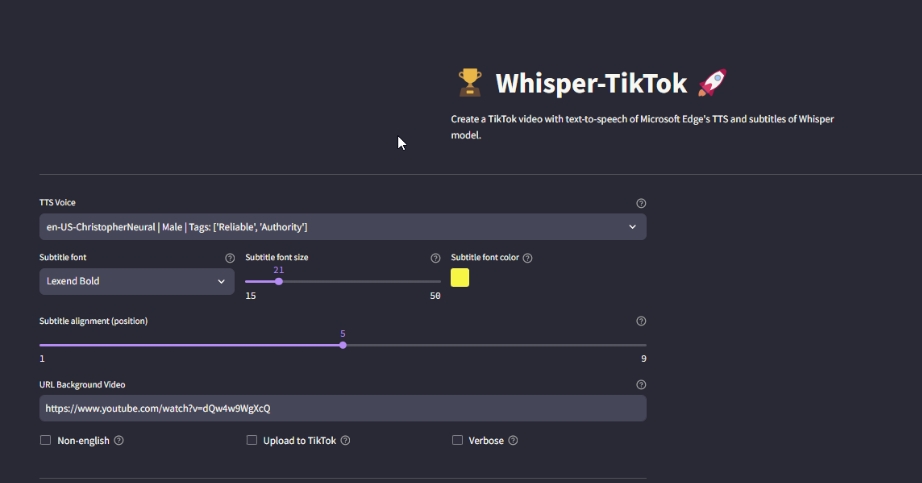 Whisper-TikTok
Create a TikTok video with text-to-speech of Microsoft Edge's TTS and subtitles of Whisper
model.
TTS Voice
en-US-ChristopherNeural | Male | Tags: ['Reliable', 'Authority']
Subtitle font
Subtitle font size
Subtitle font color
21
Lexend Bold
15
50
Subtitle alignment (position)
5
1
9
URL Background Video
https://www.youtube.com/watch?v=dQw4w9WgXcQ
Non-english
Upload to TikTok
Verbose